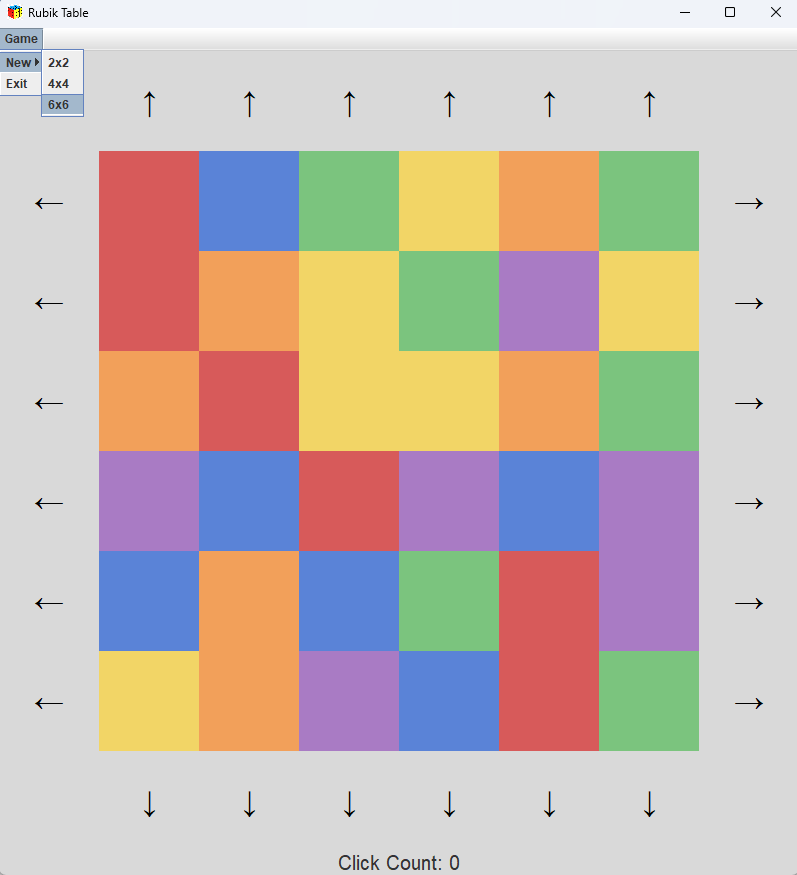 Rubik Table
Game
New
Exit
2x2
4x4
6x6
Click Count: 0